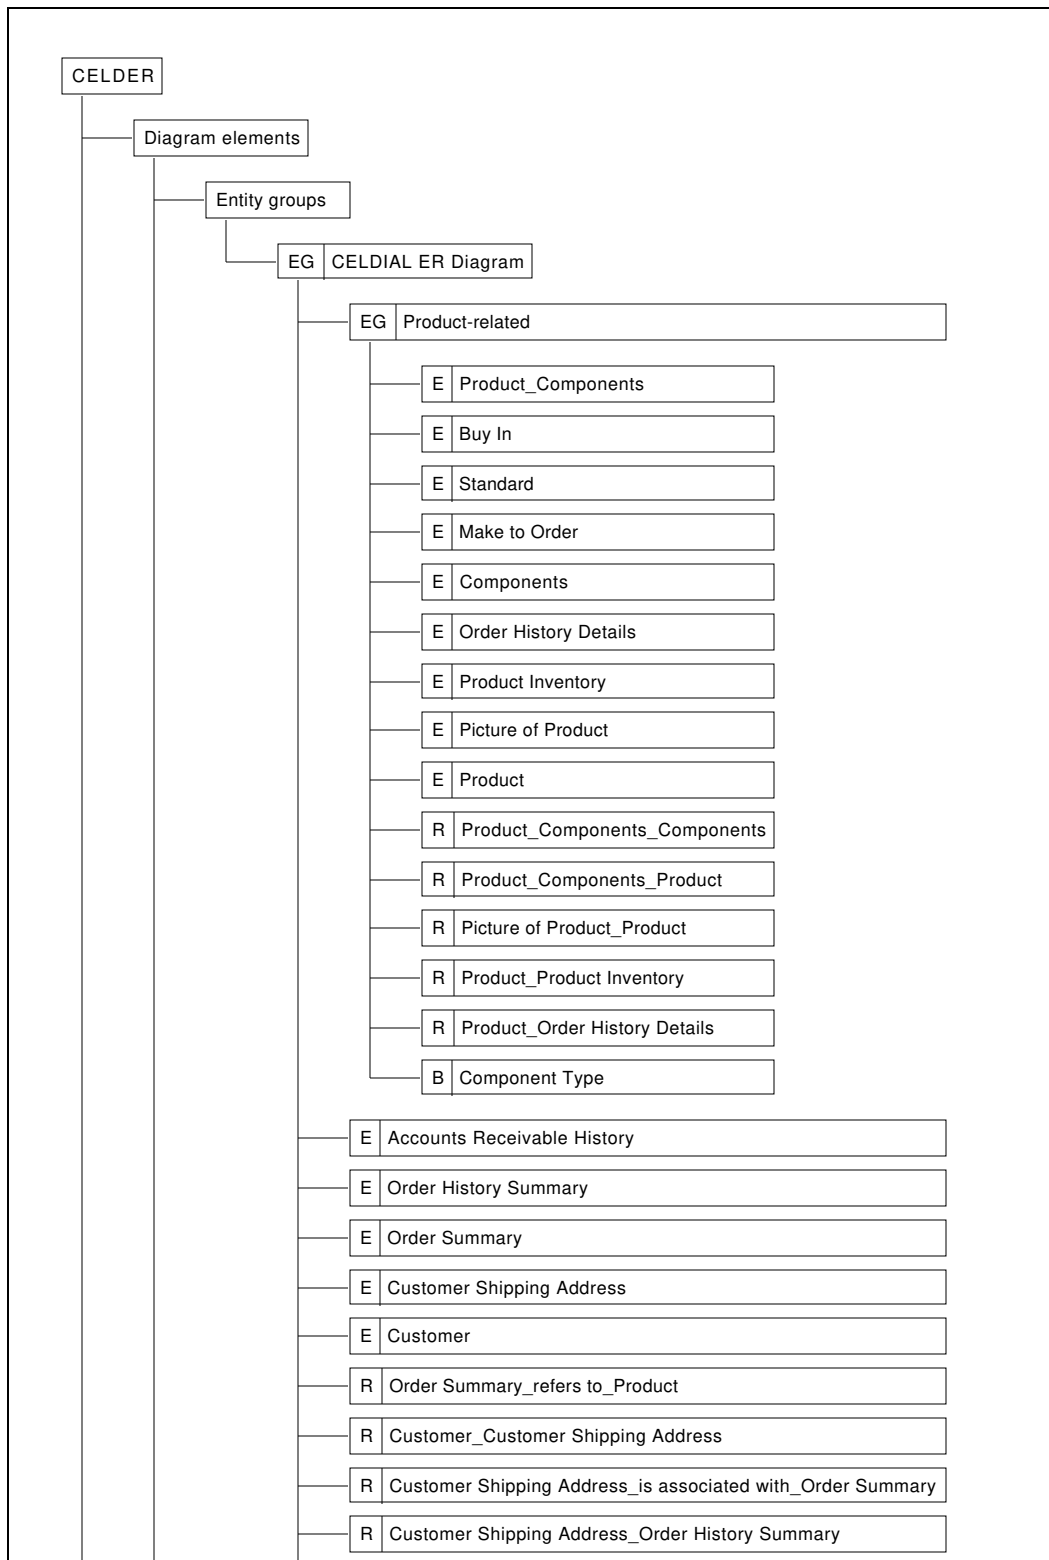 CELDER
Diagram elements
Entity groups
EG CELDIAL ER Diagram
EG Product-related
E Product_Components
E Buy In
E Standard
E Make to Order
E Components
E Order History Details
E Product Inventory
E Picture of Product
E Product
R Product_Components_Components
R Product_Components_Product
R Picture of Product_Product
R Product_Product Inventory
R Product_Order History Details
B Component Type
E Accounts Receivable History
E Order History Summary
E Order Summary
E Customer Shipping Address
E Customer
R Order Summary_refers to_Product
R Customer_Customer Shipping Address
R Customer Shipping Address_is associated with_Order Summary
R Customer Shipping Address_Order History Summary